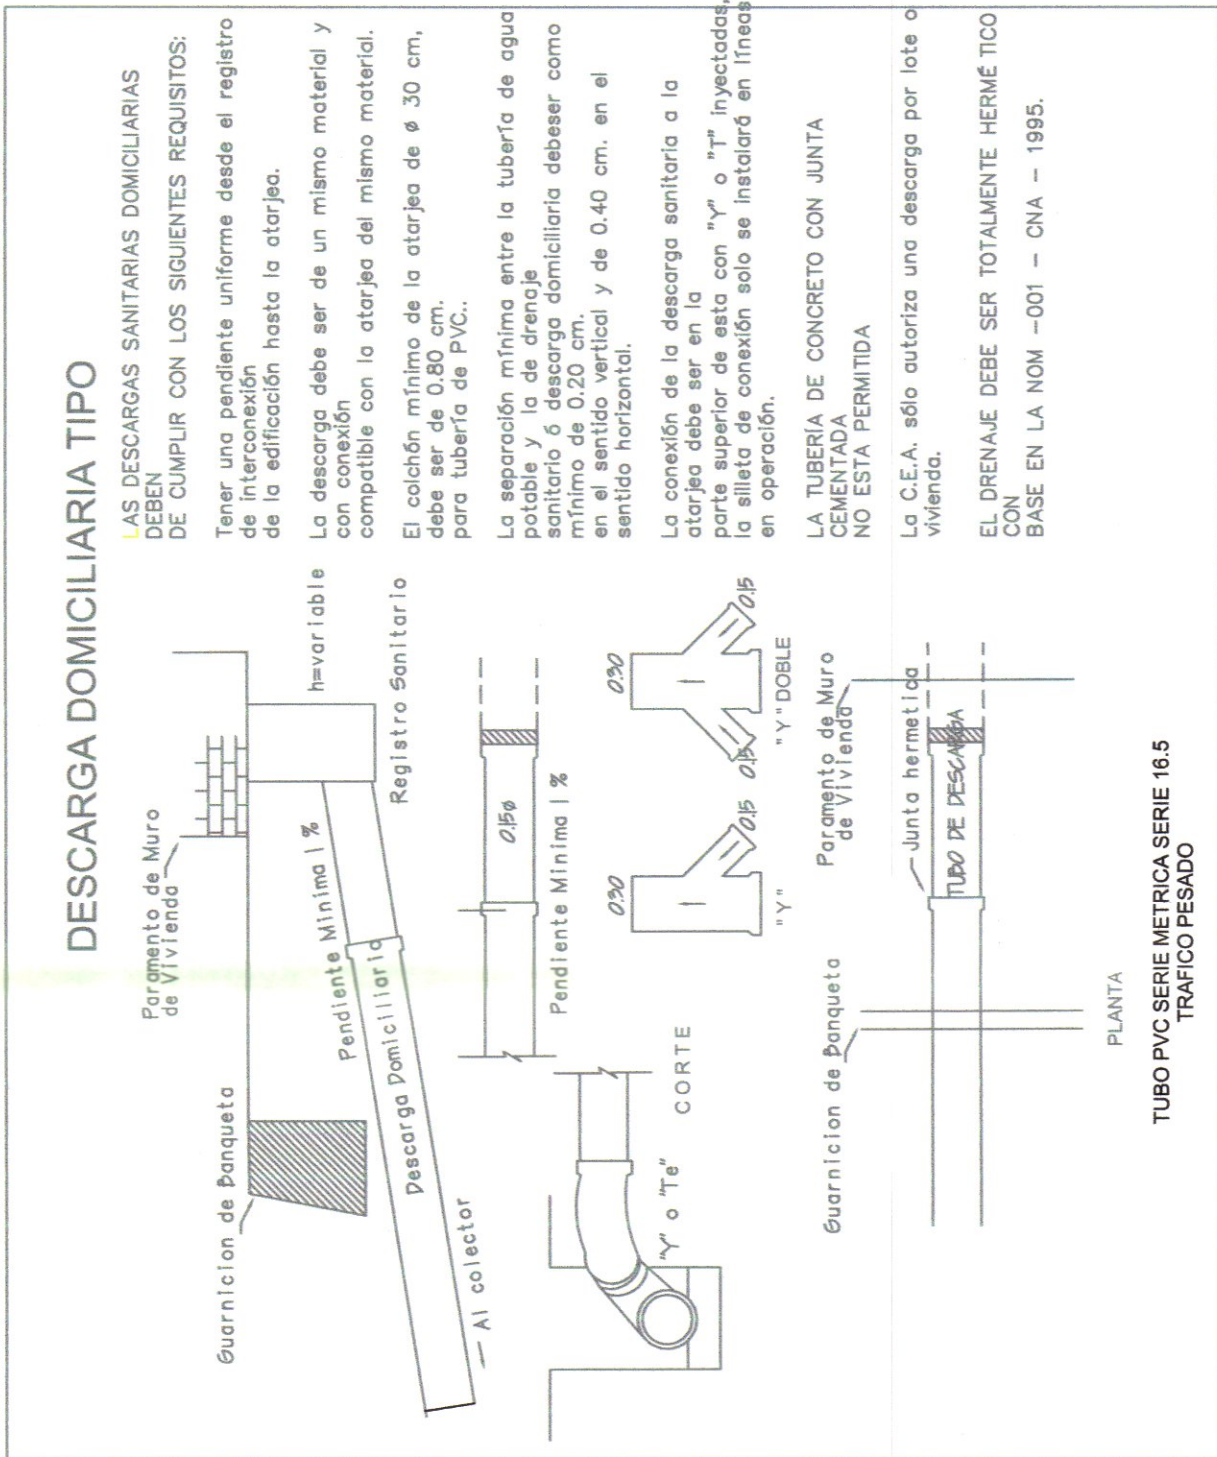 DESCARGA DOMICILIARIA TIPO
Paramento de Muro
de Vivienda
Guarnicion de Banqueta
h=variable
Pendiente Minima 1 %
Registro Sanitario
Descarga Domiciliaria
Al colector
0.15ø
Pendiente Minima 1 %
"Y" o "Te"
CORTE
0.30
0.15
"Y"
0.30
0.15
0.15
"Y" DOBLE
Paramento de Muro
de Vivienda
Guarnicion de Banqueta
Junta hermetica
TUBO DE DESCARGA
PLANTA
LAS DESCARGAS SANITARIAS DOMICILIARIAS
DEBEN
DE CUMPLIR CON LOS SIGUIENTES REQUISITOS:
Tener una pendiente uniforme desde el registro
de interconexión
de la edificación hasta la atarjea.
La descarga debe ser de un mismo material y
con conexión
compatible con la atarjea del mismo material.
El colchón mínimo de la atarjea de ø 30 cm,
debe ser de 0.80 cm.
para tubería de PVC..
La separación mínima entre la tubería de agua
potable y la de drenaje
sanitario ó descarga domiciliaria debeser como
mínimo de 0.20 cm.
en el sentido vertical y de 0.40 cm. en el
sentido horizontal.
La conexión de la descarga sanitaria a la
atarjea debe ser en la
parte superior de esta con "Y" o "T" inyectadas,
la silleta de conexión solo se instalará en líneas
en operación.
LA TUBERÍA DE CONCRETO CON JUNTA
CEMENTADA
NO ESTA PERMITIDA
La C.E.A. sólo autoriza una descarga por lote o
vivienda.
EL DRENAJE DEBE SER TOTALMENTE HERMÉ TICO
CON
BASE EN LA NOM -001 - CNA - 1995.
TUBO PVC SERIE METRICA SERIE 16.5
TRAFICO PESADO